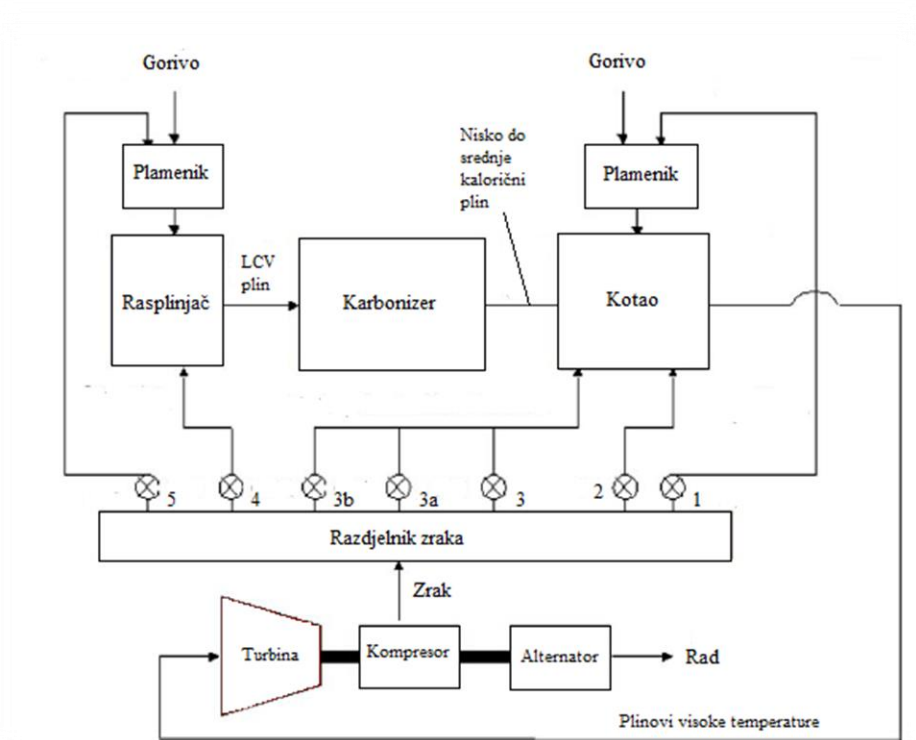 Gorivo
Gorivo
Plamenik
Nisko do
srednje
kalorični
plin
Plamenik
Rasplinjač
LCV
plin
Karbonizer
Kotao
5
4
3b
3a
3
2
1
Razdjelnik zraka
Zrak
Turbina
Kompresor
Alternator
Rad
Plinovi visoke temperature